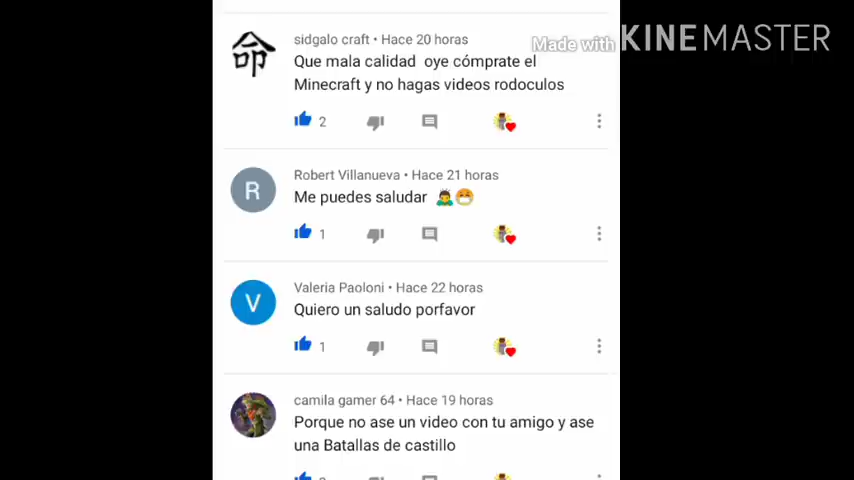 Made with KINEMASTER
sidgalo craft • Hace 20 horas
Que mala calidad oye cómprate el
Minecraft y no hagas videos rodoculos
2
Robert Villanueva • Hace 21 horas
Me puedes saludar 🙇‍♂️😷
1
Valeria Paoloni • Hace 22 horas
Quiero un saludo porfavor
1
camila gamer 64 • Hace 19 horas
Porque no ase un video con tu amigo y ase
una Batallas de castillo
命
R
V